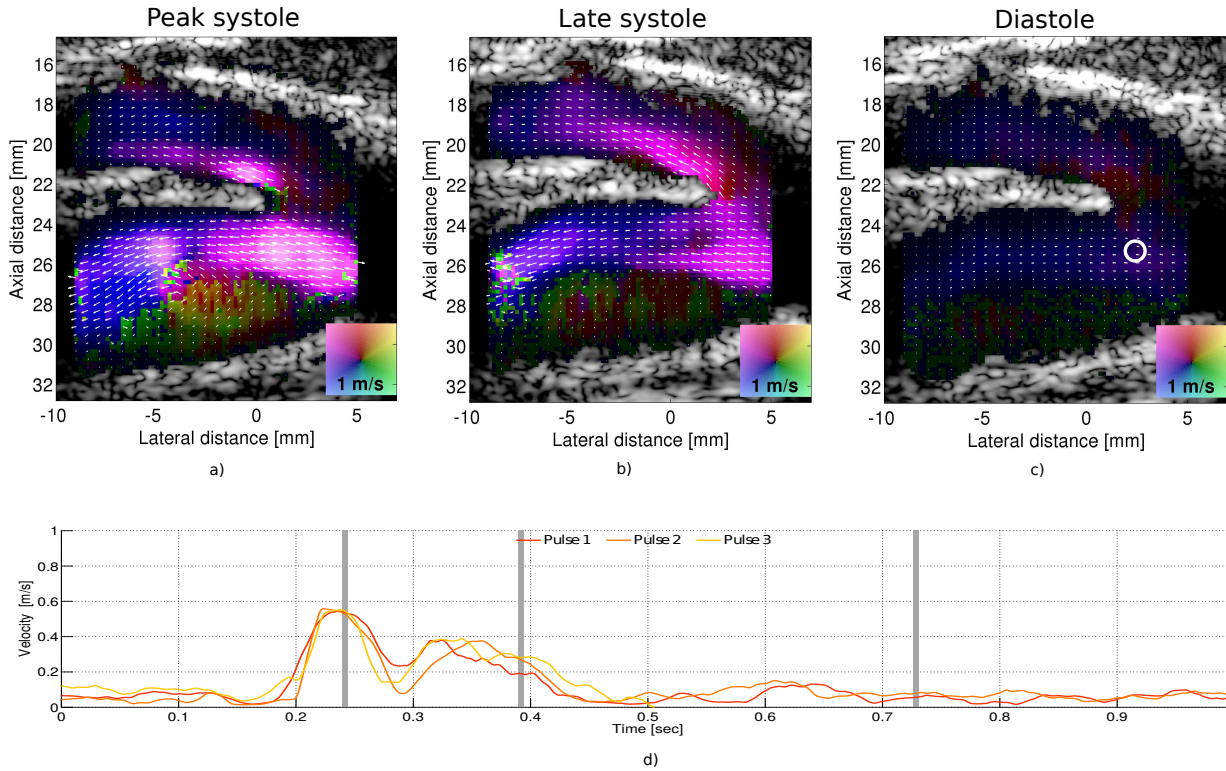 Peak systole
Late systole
Diastole
Axial distance [mm]
16
18
20
22
24
26
28
30
32
1 m/s
-10
-5
0
5
Lateral distance [mm]
a)
Axial distance [mm]
16
18
20
22
24
26
28
30
32
1 m/s
-10
-5
0
5
Lateral distance [mm]
b)
Axial distance [mm]
16
18
20
22
24
26
28
30
32
1 m/s
-10
-5
0
5
Lateral distance [mm]
c)
Velocity [m/s]
1
0.8
0.6
0.4
0.2
0
Pulse 1
Pulse 2
Pulse 3
0
0.1
0.2
0.3
0.4
0.5
0.6
0.7
0.8
0.9
Time [sec]
d)